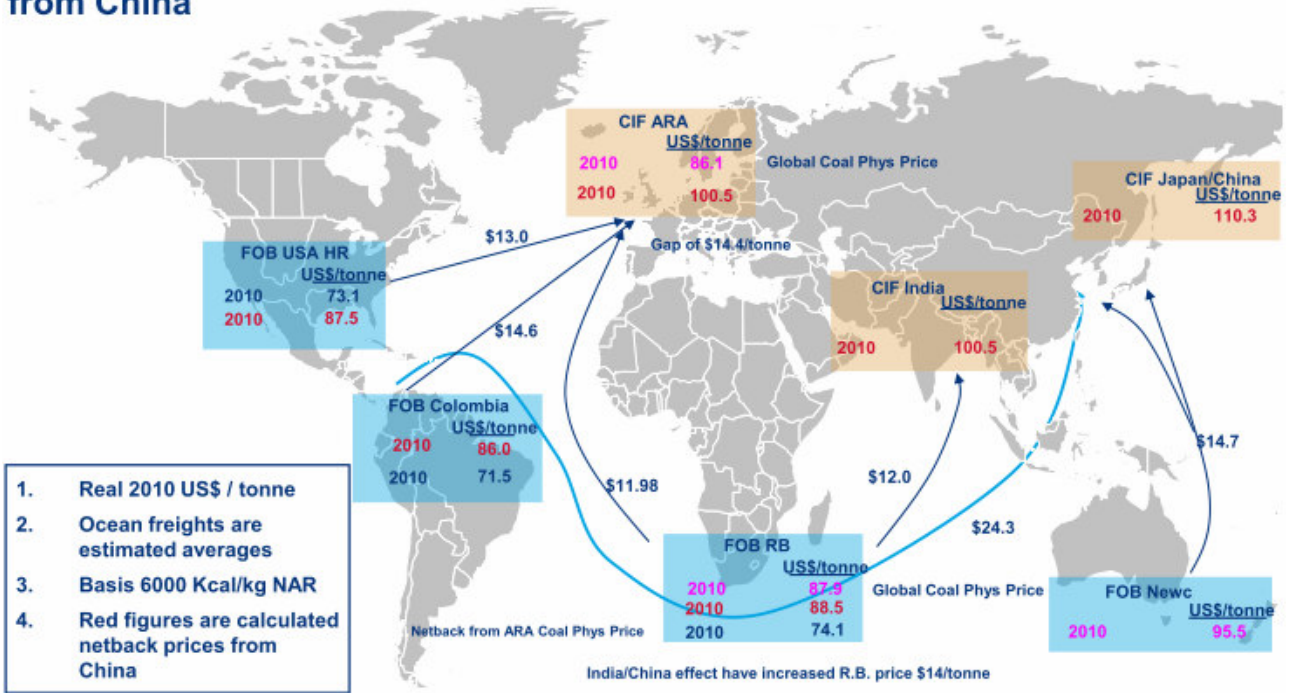 from China
CIF ARA
US$/tonne
2010 86.1
Global Coal Phys Price
2010 100.5
Gap of $14.4/tonne
CIF Japan/China
US$/tonne
2010 110.3
FOB USA HR
US$/tonne
2010 73.1
2010 87.5
$13.0
$14.6
CIF India
US$/tonne
2010 100.5
FOB Colombia
US$/tonne
2010 86.0
2010 71.5
$11.98
$12.0
$24.3
$14.7
FOB RB
US$/tonne
2010 87.9
Global Coal Phys Price
2010 88.5
2010 74.1
Netback from ARA Coal Phys Price
FOB Newc
US$/tonne
2010 95.5
India/China effect have increased R.B. price $14/tonne
1. Real 2010 US$ / tonne
2. Ocean freights are
estimated averages
3. Basis 6000 Kcal/kg NAR
4. Red figures are calculated
netback prices from
China